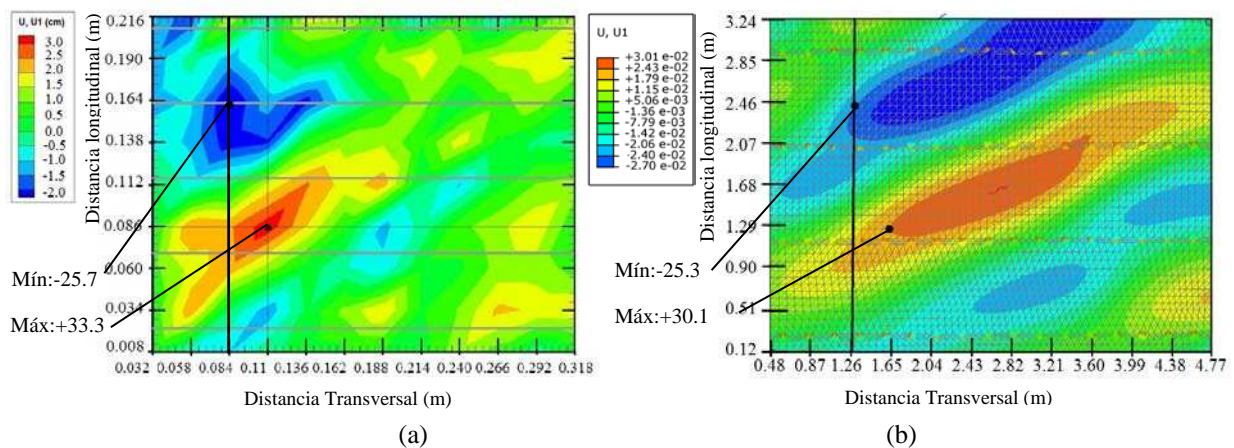 U, U1 (cm)
3.0
2.5
2.0
1.5
1.0
0.5
0.0
-0.5
-1.0
-1.5
-2.0
Distancia longitudinal (m)
0.216
0.190
0.164
0.138
0.112
0.086
0.060
0.034
0.008
0.032 0.058 0.084 0.11 0.136 0.162 0.188 0.214 0.240 0.266 0.292 0.318
Distancia Transversal (m)
Mín:-25.7
Máx:+33.3
(a)
U, U1
+3.01 e-02
+2.43 e-02
+1.79 e-02
+1.15 e-02
+5.06 e-03
-1.36 e-03
-7.79 e-03
-1.42 e-02
-2.06 e-02
-2.40 e-02
-2.70 e-02
Distancia longitudinal (m)
3.24
2.85
2.46
2.07
1.68
1.29
0.90
0.51
0.12
0.48 0.87 1.26 1.65 2.04 2.43 2.82 3.21 3.60 3.99 4.38 4.77
Distancia Transversal (m)
Mín:-25.3
Máx:+30.1
(b)